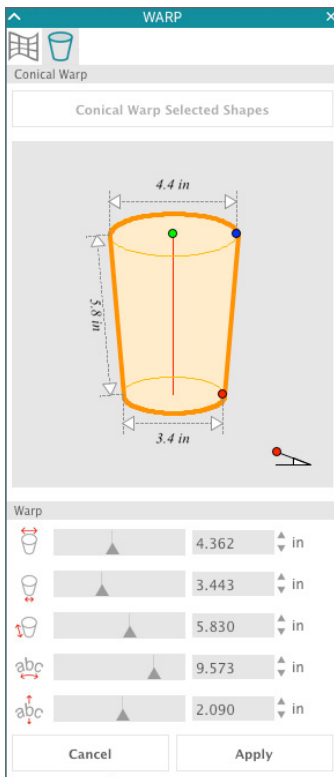 WARP
Conical Warp
Conical Warp Selected Shapes
4.4 in
5.8 in
3.4 in
Warp
4.362 in
3.443 in
5.830 in
abc 9.573 in
abc 2.090 in
Cancel Apply